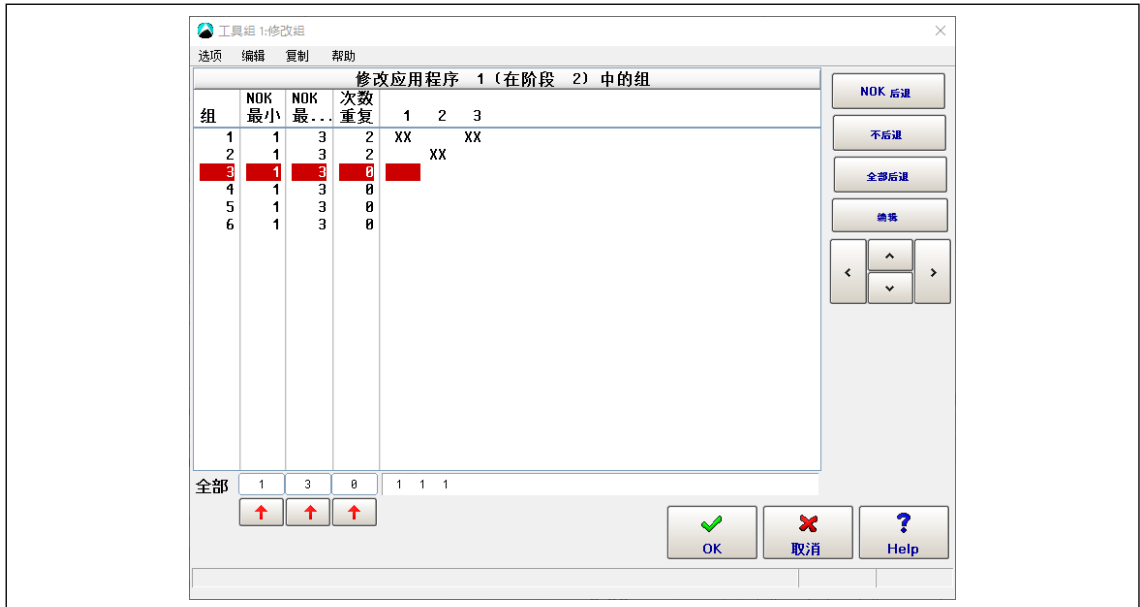 工具组 1:修改组
选项 编辑 复制 帮助
修改应用程序 1 (在阶段 2) 中的组
组 NOK 最小 NOK 最... 次数 重复 1 2 3
1 1 3 2 XX XX
2 1 3 2 XX
3 1 3 0
4 1 3 0
5 1 3 0
6 1 3 0
全部 1 3 0 1 1 1
NOK 后退
不后退
全部后退
编辑
OK 取消 Help